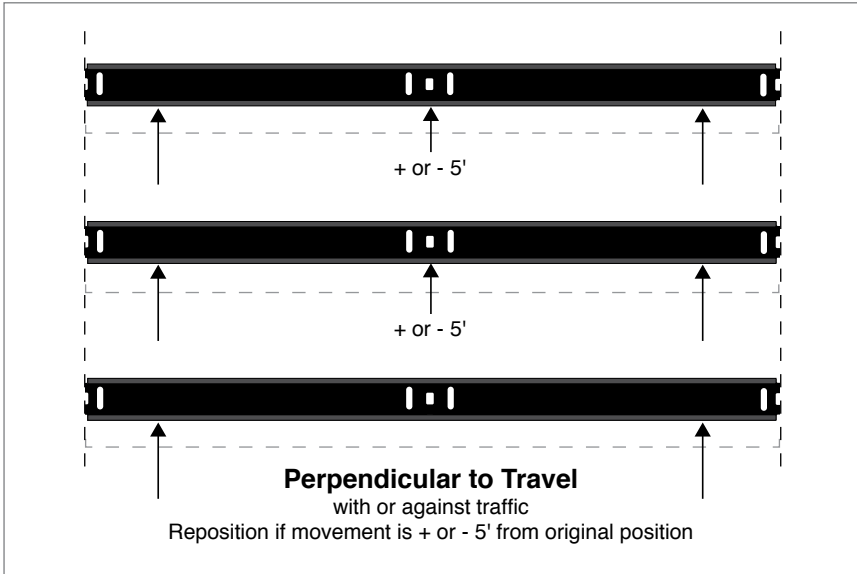 + or - 5'
+ or - 5'
Perpendicular to Travel
with or against traffic
Reposition if movement is + or - 5' from original position